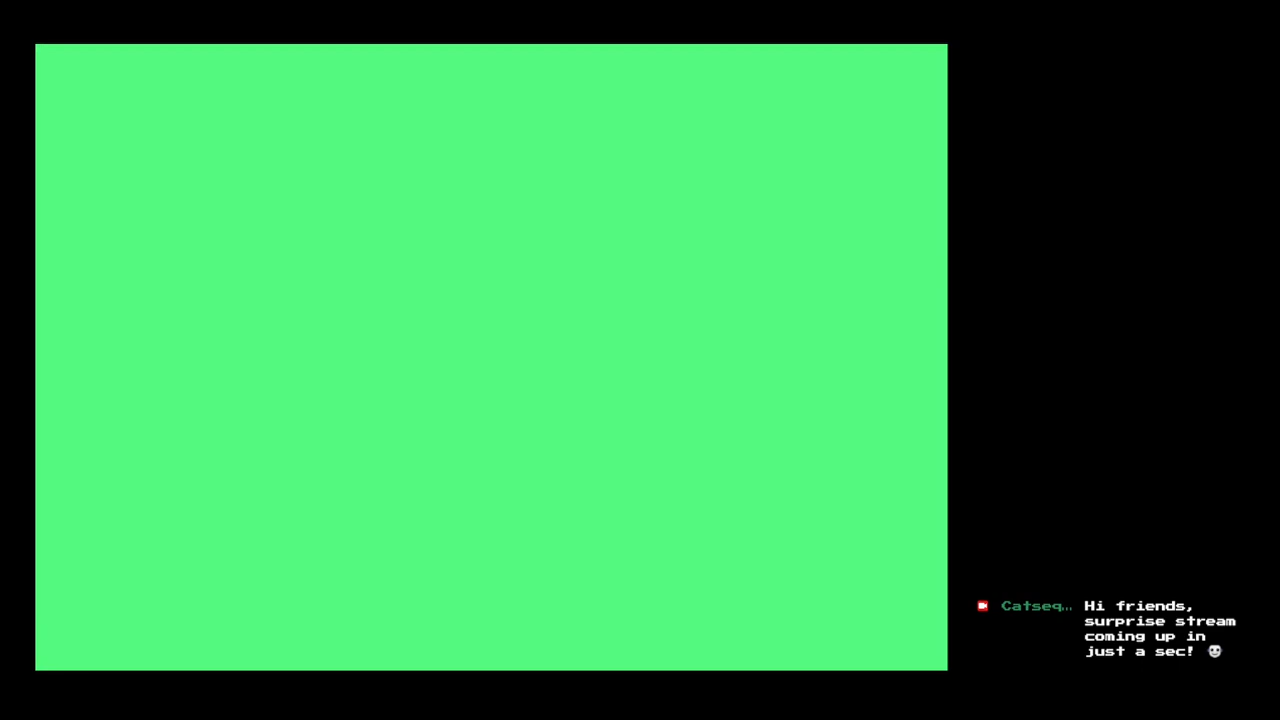 Catseq… Hi friends,
surprise stream
coming up in
just a sec!